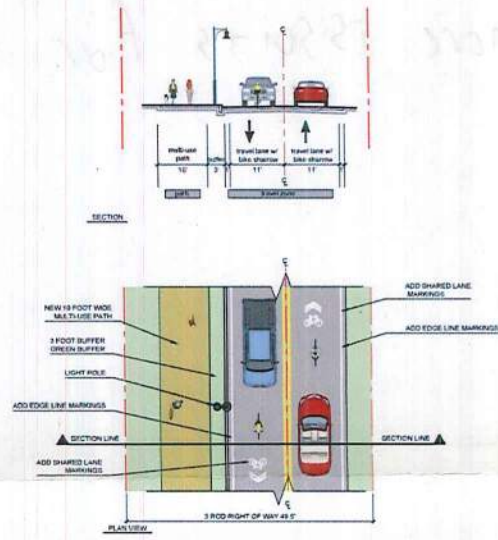 multi-use
path
10'
buffer
3'
1'
travel lane w/
bike sharrow
11'
travel lane w/
bike sharrow
11'
1'
path
SECTION
NEW 10 FOOT WIDE
MULTI-USE PATH
3 FOOT BUFFER
GREEN BUFFER
LIGHT POLE
ADD EDGE LINE MARKINGS
SECTION LINE
ADD SHARED LANE
MARKINGS
ADD SHARED LANE
MARKINGS
ADD EDGE LINE MARKINGS
SECTION LINE
3 ROD RIGHT OF WAY 49.5'
PLAN VIEW